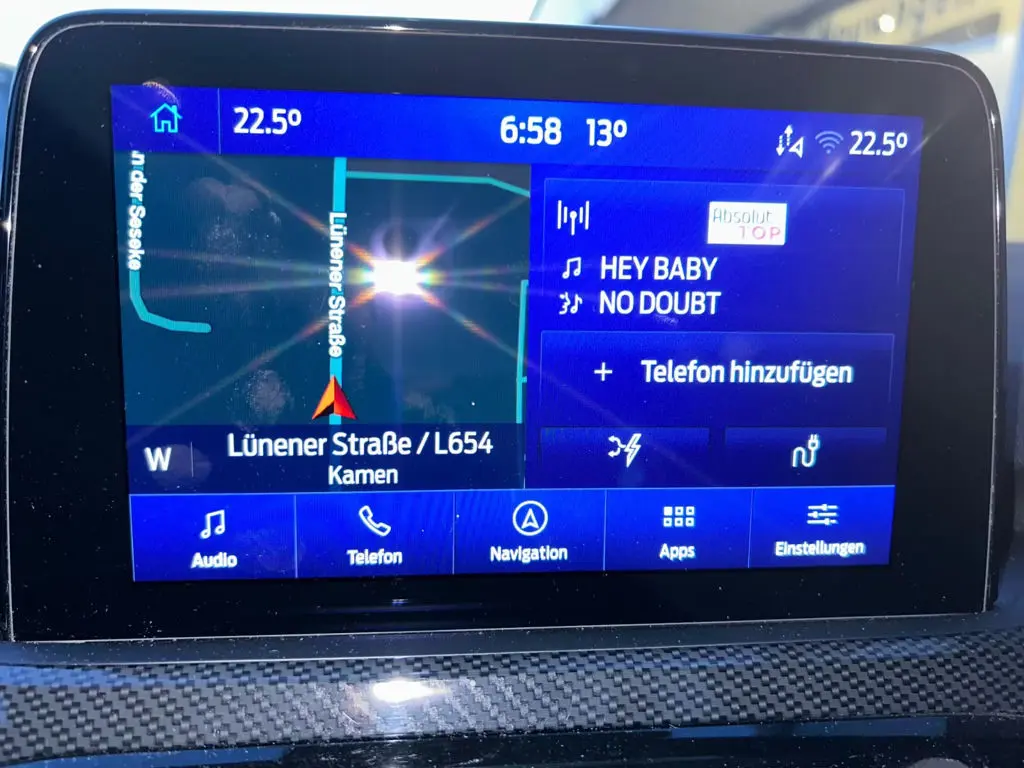 22.5°
6:58 13°
22.5°
n der Seseke
Lünener Straße
Absolut
TOP
HEY BABY
NO DOUBT
+ Telefon hinzufügen
W
Lünener Straße / L654
Kamen
Audio
Telefon
Navigation
Apps
Einstellungen